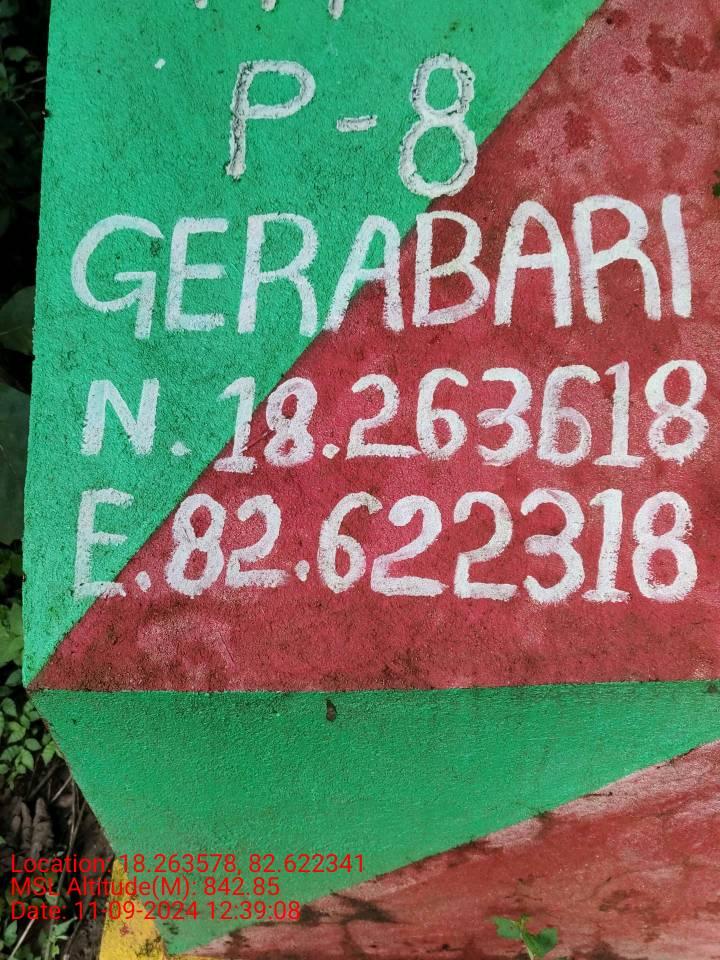 P-8
GERABARI
N. 18.263618
E. 82.622318
Location: 18.263578, 82.622341
MSL Altitude(M): 842.85
Date: 11-09-2024 12:39:08